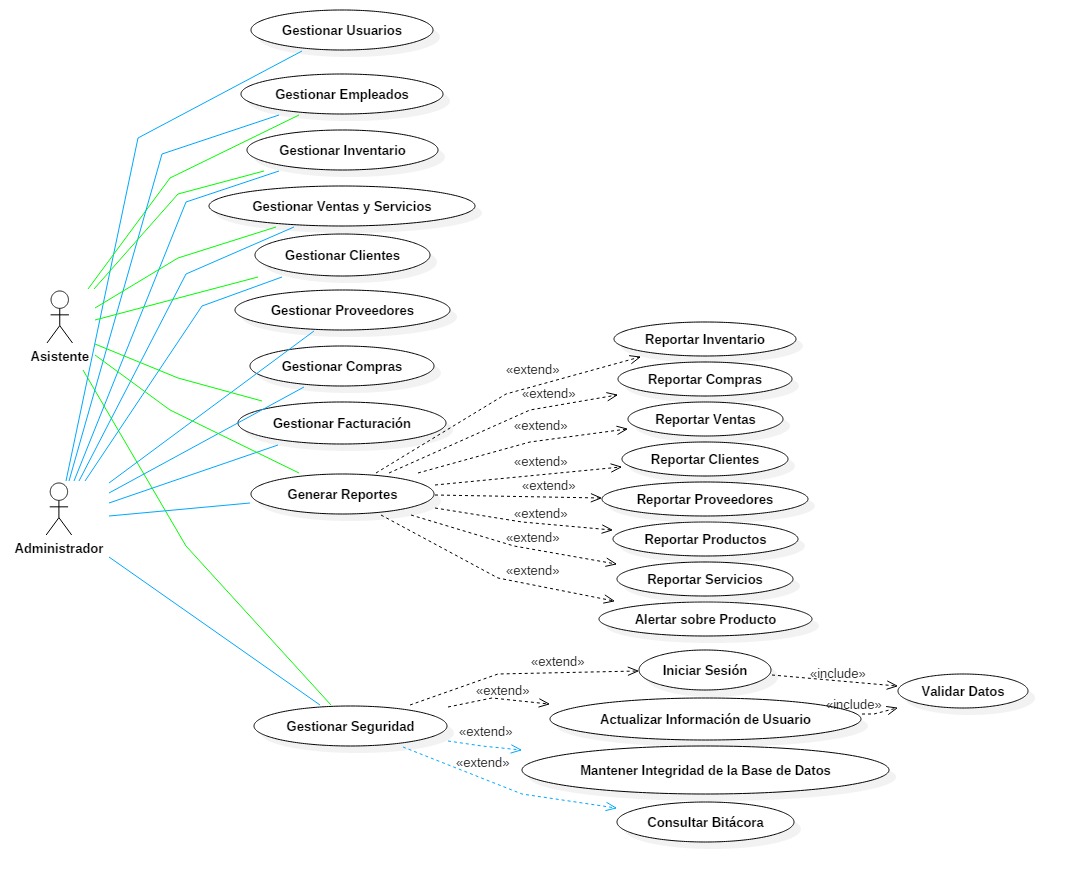 Gestionar Usuarios
Gestionar Empleados
Gestionar Inventario
Gestionar Ventas y Servicios
Gestionar Clientes
Gestionar Proveedores
Gestionar Compras
Gestionar Facturación
Generar Reportes
Gestionar Seguridad
Asistente
Administrador
«extend»
«extend»
«extend»
«extend»
«extend»
«extend»
«extend»
«extend»
Reportar Inventario
Reportar Compras
Reportar Ventas
Reportar Clientes
Reportar Proveedores
Reportar Productos
Reportar Servicios
Alertar sobre Producto
«extend»
«extend»
«extend»
«extend»
Iniciar Sesión
Actualizar Información de Usuario
Mantener Integridad de la Base de Datos
Consultar Bitácora
«include»
«include»
Validar Datos